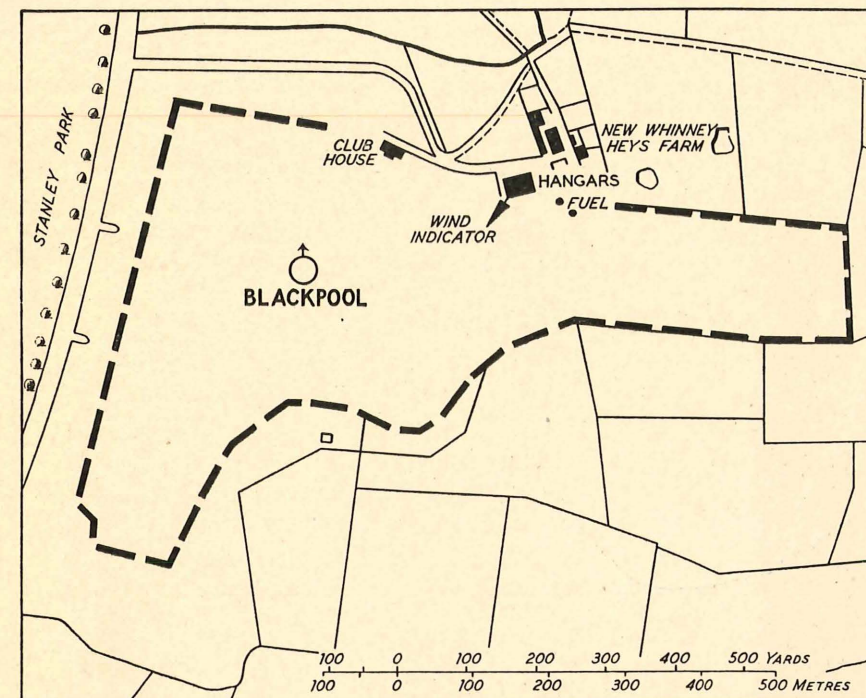 STANLEY PARK
CLUB
HOUSE
NEW WHINNEY
HEYS FARM
HANGARS
FUEL
WIND
INDICATOR
BLACKPOOL
100 0 100 200 300 400 500 YARDS
100 0 100 200 300 400 500 METRES